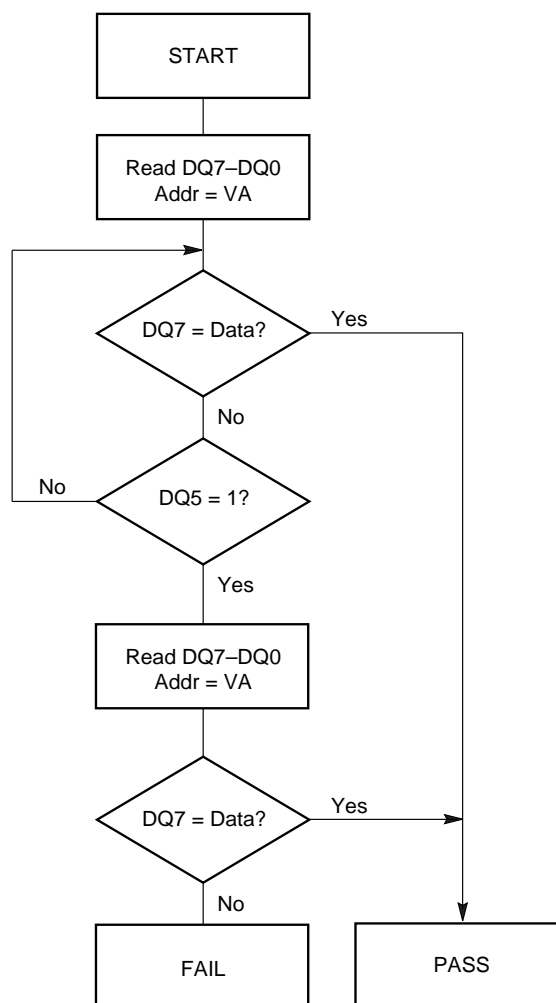 START
Read DQ7–DQ0
Addr = VA
DQ7 = Data?
Yes
No
No
DQ5 = 1?
Yes
Read DQ7–DQ0
Addr = VA
DQ7 = Data?
Yes
No
FAIL
PASS